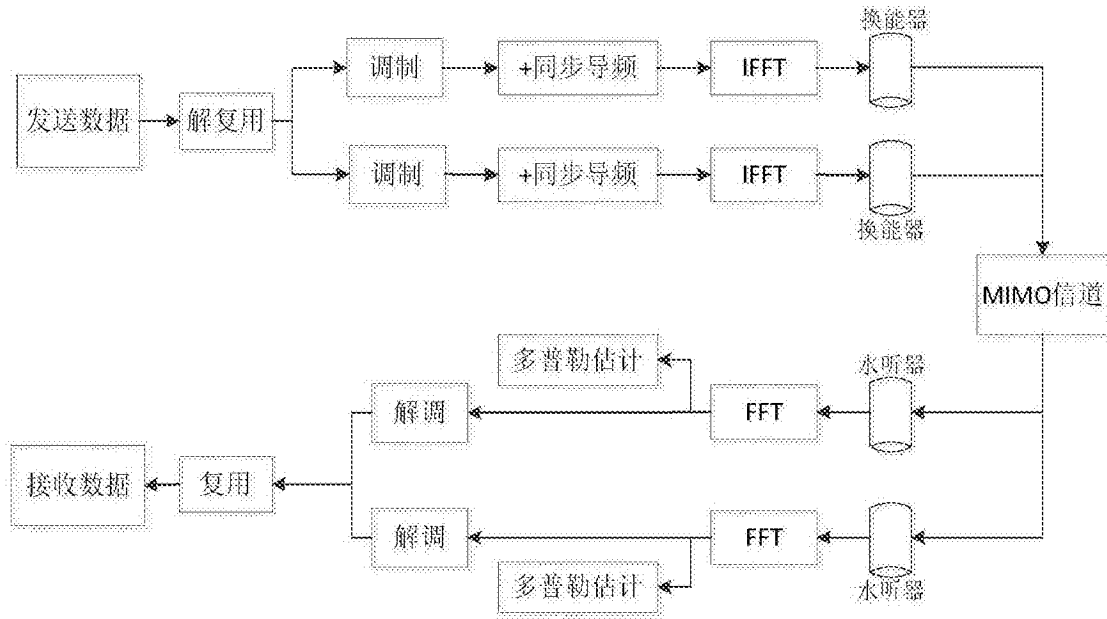 换能器
调制
+同步导频
IFFT
发送数据
解复用
调制
+同步导频
IFFT
换能器
MIMO信道
多普勒估计
水听器
解调
FFT
接收数据
复用
解调
FFT
多普勒估计
水听器